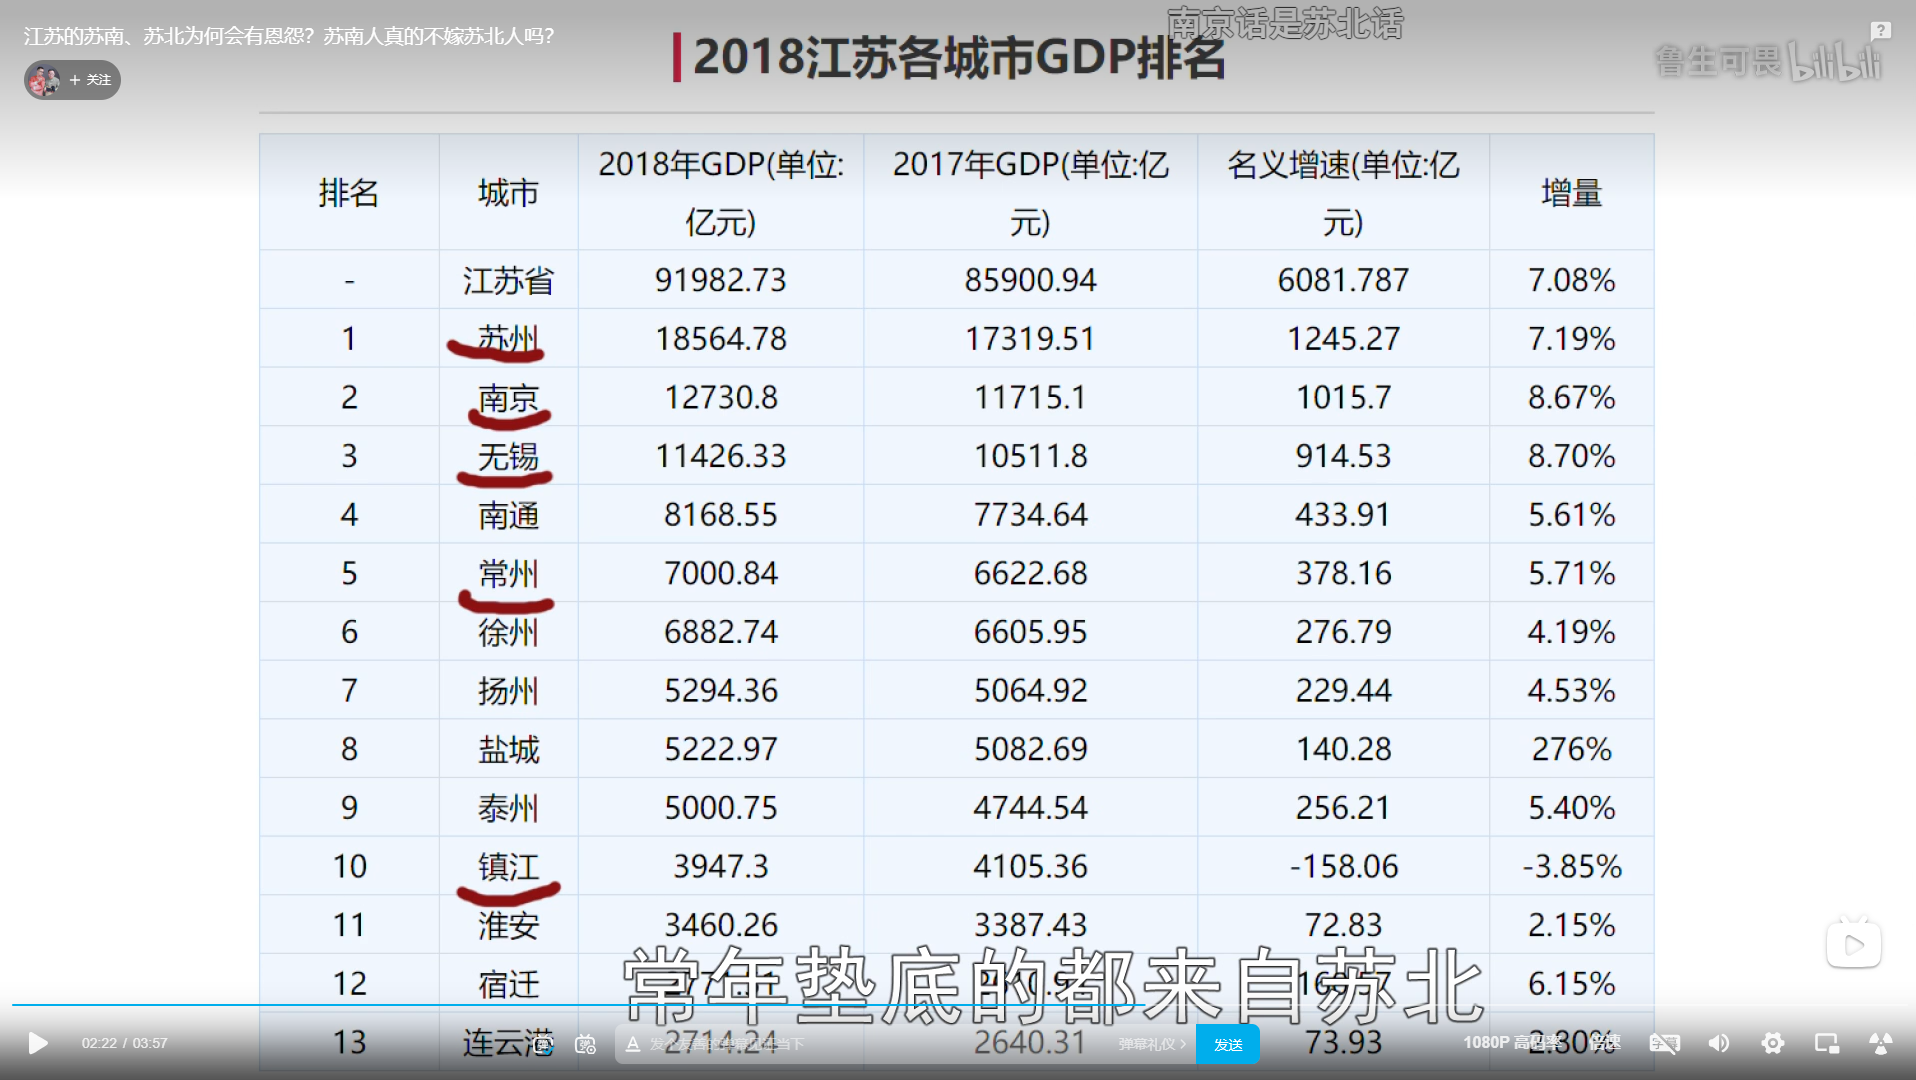 江苏的苏南、苏北为何会有恩怨？苏南人真的不嫁苏北人吗？
南京话是苏北话
+ 关注
2018江苏各城市GDP排名
鲁生可畏 bilibili
排名 城市 2018年GDP(单位:亿元) 2017年GDP(单位:亿元) 名义增速(单位:亿元) 增量
- 江苏省 91982.73 85900.94 6081.787 7.08%
1 苏州 18564.78 17319.51 1245.27 7.19%
2 南京 12730.8 11715.1 1015.7 8.67%
3 无锡 11426.33 10511.8 914.53 8.70%
4 南通 8168.55 7734.64 433.91 5.61%
5 常州 7000.84 6622.68 378.16 5.71%
6 徐州 6882.74 6605.95 276.79 4.19%
7 扬州 5294.36 5064.92 229.44 4.53%
8 盐城 5222.97 5082.69 140.28 276%
9 泰州 5000.75 4744.54 256.21 5.40%
10 镇江 3947.3 4105.36 -158.06 -3.85%
11 淮安 3460.26 3387.43 72.83 2.15%
12 宿迁 6.15%
常年垫底的都来自苏北
13 连云港 2714.24 2640.31 73.93 2.80%
02:22 / 03:57
弹幕礼仪 >
发送
1080P 高码率
倍速
字幕